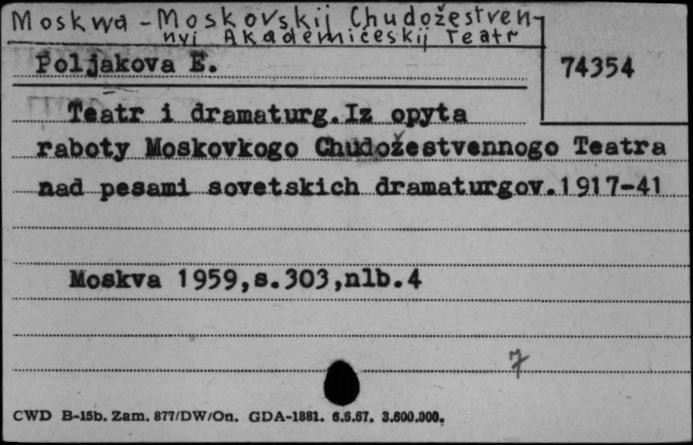 Moskwa - Moskovskij Chudožestven-
nyj Akademičeskij Teatr
Poljakova E.
74354
Teatr i dramaturg.Iz opyta
raboty Moskovkogo Chudožestvennogo Teatra
nad pesami sovetskich dramaturgov.1917-41
Moskva 1959,s.303,nlb.4
7
CWD B-15b. Zam. 877/DW/On. GDA-1881. 6.6.67. 3.600.000.